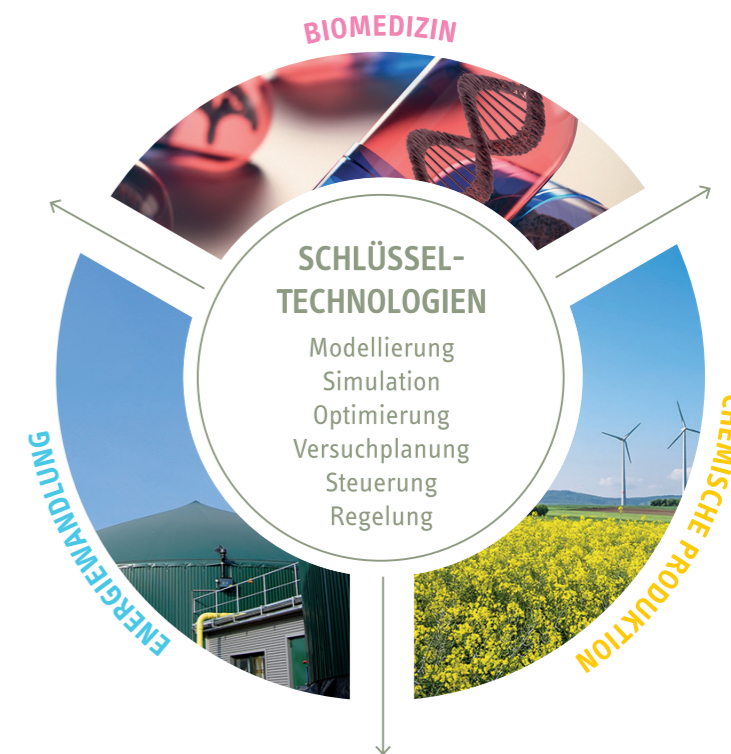 BIOMEDIZIN
SCHLÜSSEL-
TECHNOLOGIEN
Modellierung
Simulation
Optimierung
Versuchplanung
Steuerung
Regelung
ENERGIEWANDLUNG
CHEMISCHE PRODUKTION